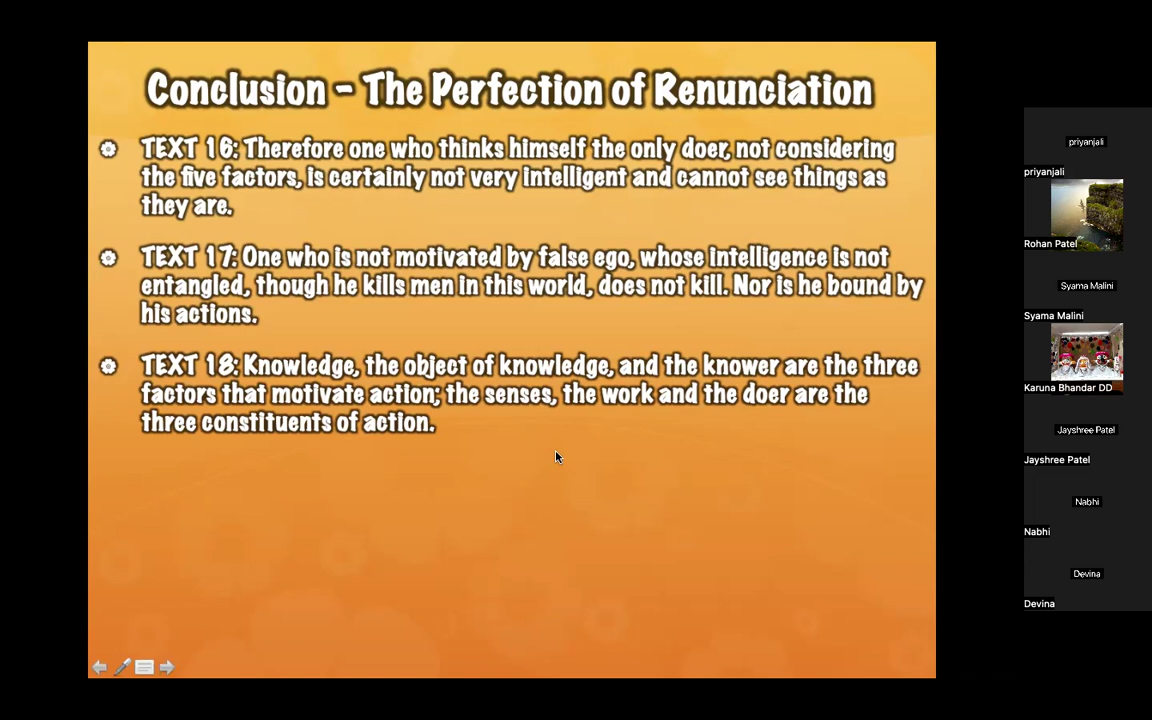 Conclusion - The Perfection of Renunciation
TEXT 16: Therefore one who thinks himself the only doer, not considering
the five factors, is certainly not very intelligent and cannot see things as
they are.
TEXT 17: One who is not motivated by false ego, whose intelligence is not
entangled, though he kills men in this world, does not kill. Nor is he bound by
his actions.
TEXT 18: Knowledge, the object of knowledge, and the knower are the three
factors that motivate action; the senses, the work and the doer are the
three constituents of action.
priyanjali
priyanjali
Rohan Patel
Syama Malini
Syama Malini
Karuna Bhandar DD
Jayshree Patel
Jayshree Patel
Nabhi
Nabhi
Devina
Devina